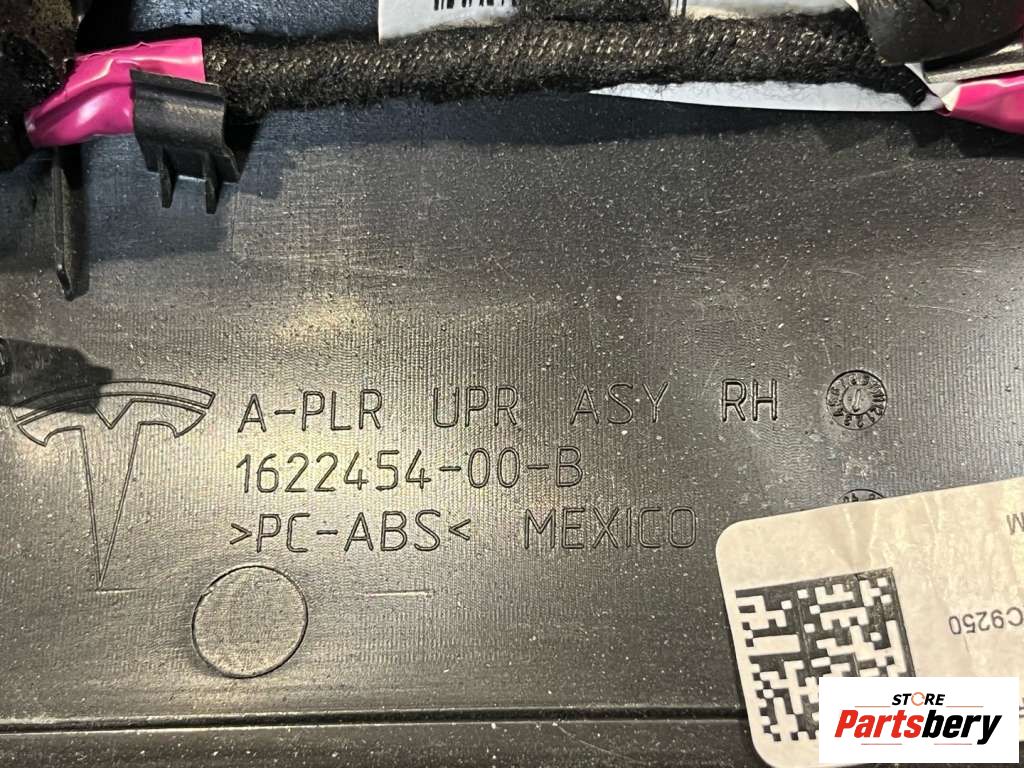 A-PLR UPR ASY RH
1622454-00-B
>PC-ABS< MEXICO
C9250
M
STORE
Partsbery